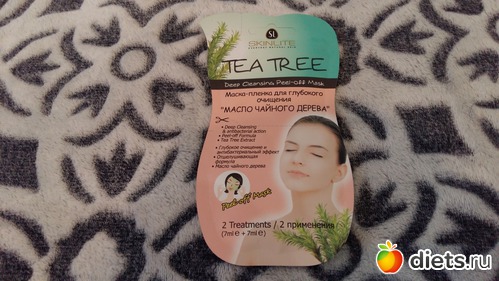 SL
SKINLITE
TEA TREE
Deep Cleansing Peel-off Mask
Маска-пленка для глубокого
очищения
"МАСЛО ЧАЙНОГО ДЕРЕВА"
• Deep Cleansing
& antibacterial action
• Peel-off Formula
• Tea Tree Extract
• Глубокое очищение и
антибактериальный эффект
• Отшелушивающая
формула
• Масло чайного дерева
Peel-off Mask
2 Treatments / 2 применения
(7ml e + 7ml e)
diets.ru